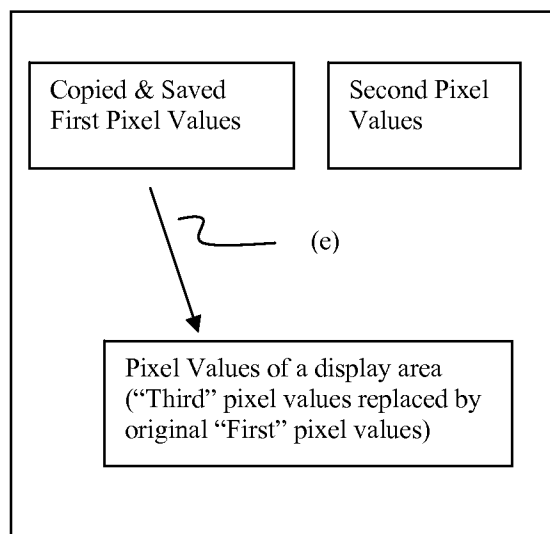 Copied & Saved
First Pixel Values
Second Pixel
Values
(e)
Pixel Values of a display area
(“Third” pixel values replaced by
original “First” pixel values)